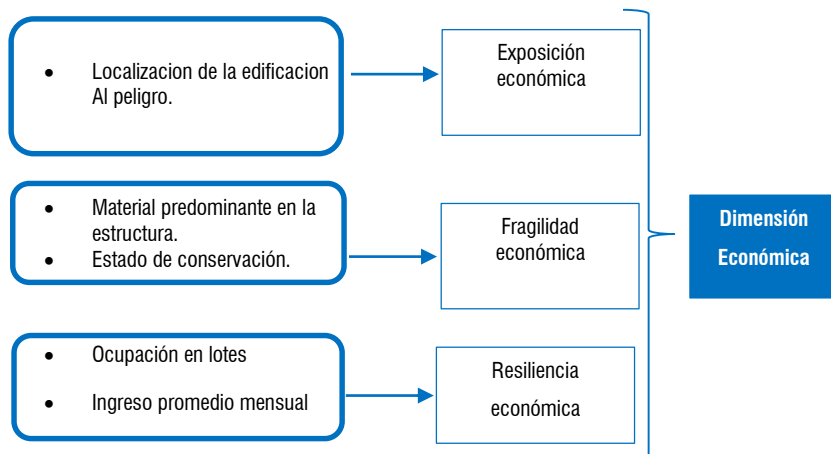 • Localizacion de la edificacion
Al peligro.
Exposición
económica
• Material predominante en la
estructura.
• Estado de conservación.
Fragilidad
económica
• Ocupación en lotes
• Ingreso promedio mensual
Resiliencia
económica
Dimensión
Económica